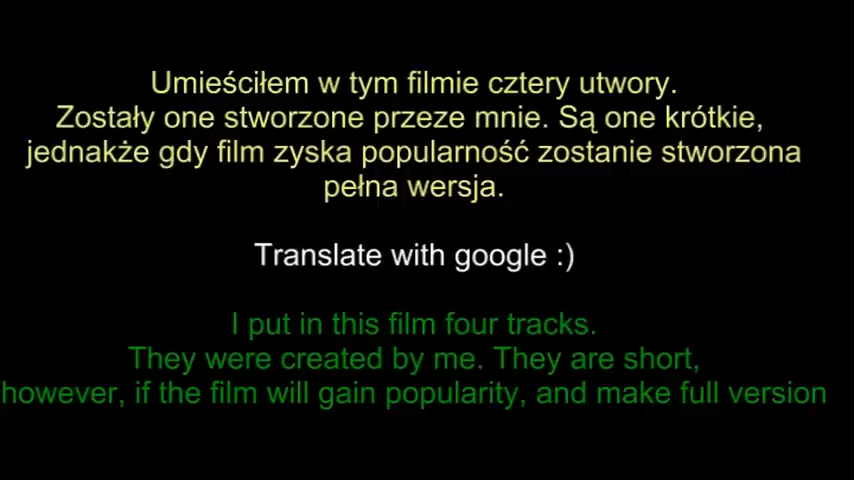 Umieściłem w tym filmie cztery utwory.
Zostały one stworzone przeze mnie. Są one krótkie,
jednakże gdy film zyska popularność zostanie stworzona
pełna wersja.
Translate with google :)
I put in this film four tracks.
They were created by me. They are short,
however, if the film will gain popularity, and make full version